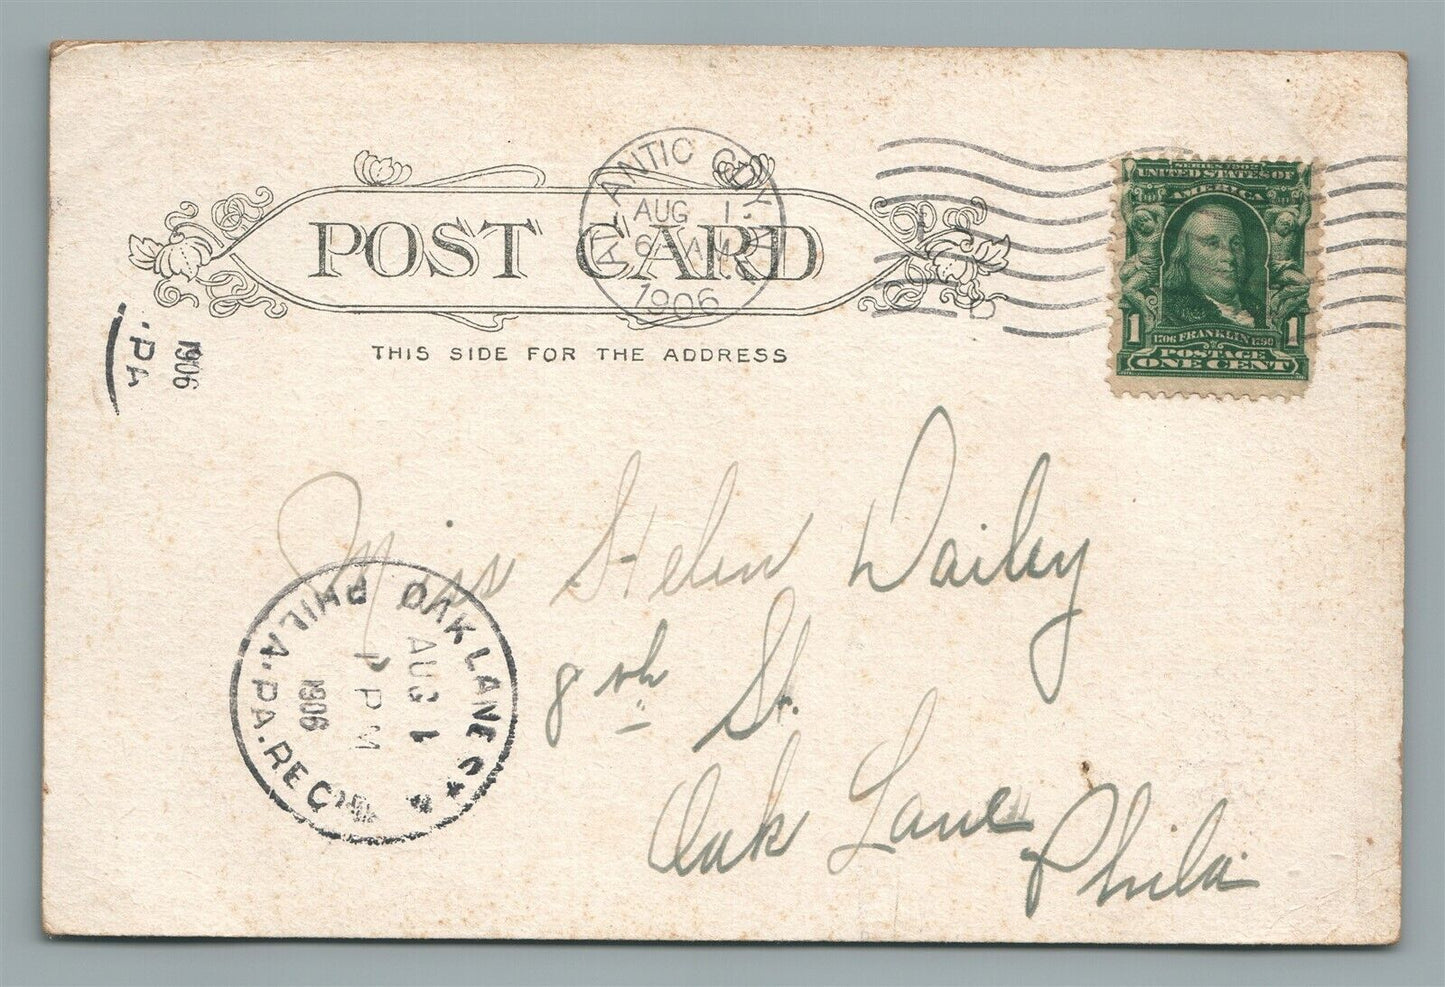 ATLANTIC CITY, N.J.
AUG 1
6 AM
1906
POST CARD
THIS SIDE FOR THE ADDRESS
SERIES 1902
UNITED STATES OF
AMERICA
1 1
1706 FRANKLIN 1790
POSTAGE
ONE CENT
PA
1906
Miss Helen Dailey
8th St.
Oak Lane
Phila
OAK LANE
PHILA. PA. REC'D
AUG 1
PM
1906